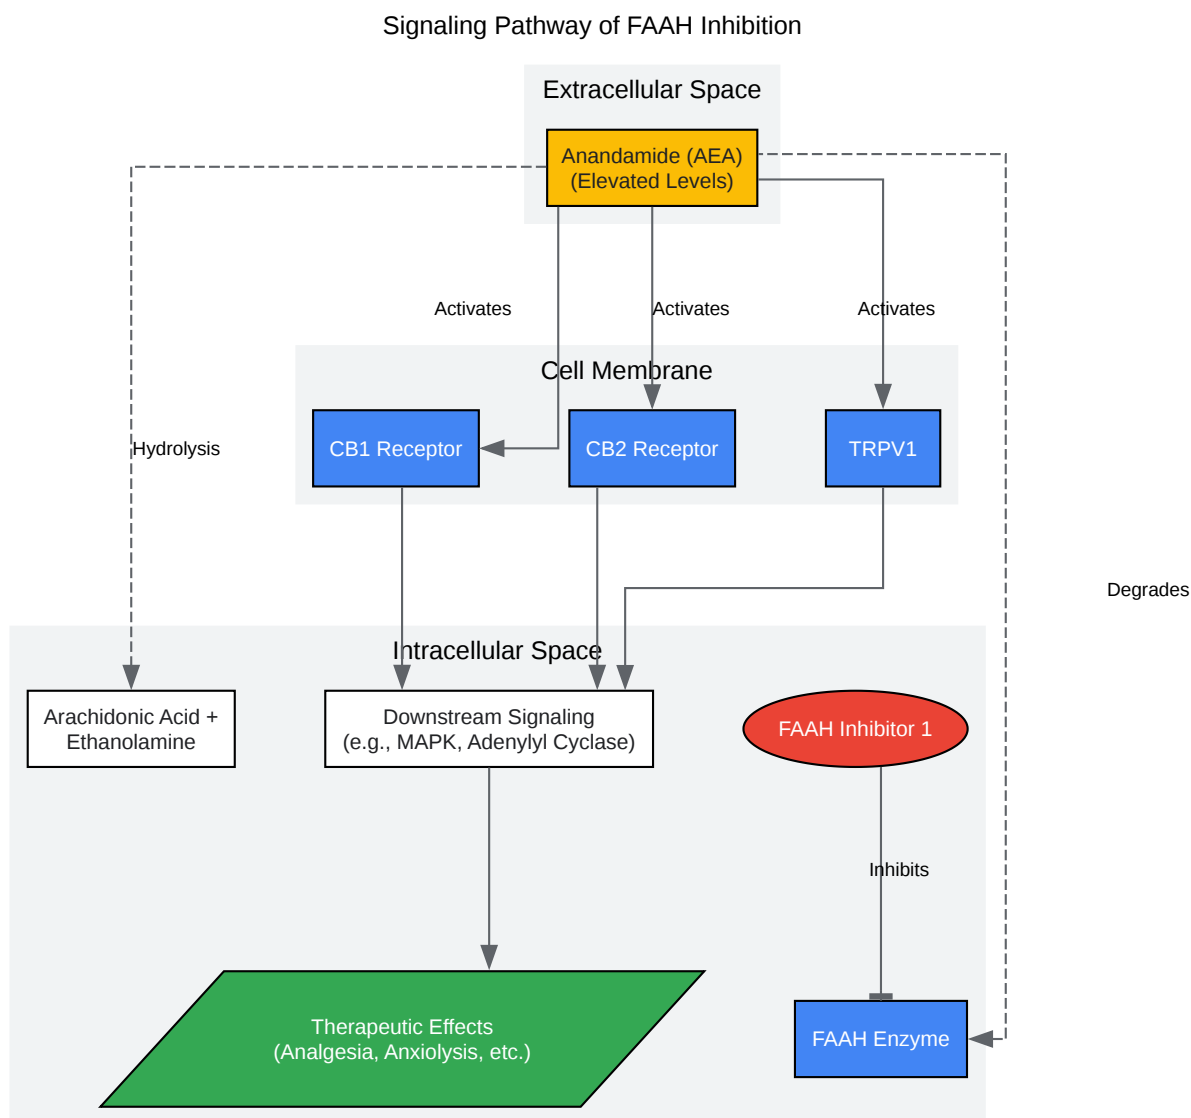 Signaling Pathway of FAAH Inhibition
Extracellular Space
Anandamide (AEA)
(Elevated Levels)
Activates
Activates
Activates
Cell Membrane
CB1 Receptor
CB2 Receptor
TRPV1
Hydrolysis
Degrades
Intracellular Space
Arachidonic Acid +
Ethanolamine
Downstream Signaling
(e.g., MAPK, Adenylyl Cyclase)
FAAH Inhibitor 1
Inhibits
Therapeutic Effects
(Analgesia, Anxiolysis, etc.)
FAAH Enzyme